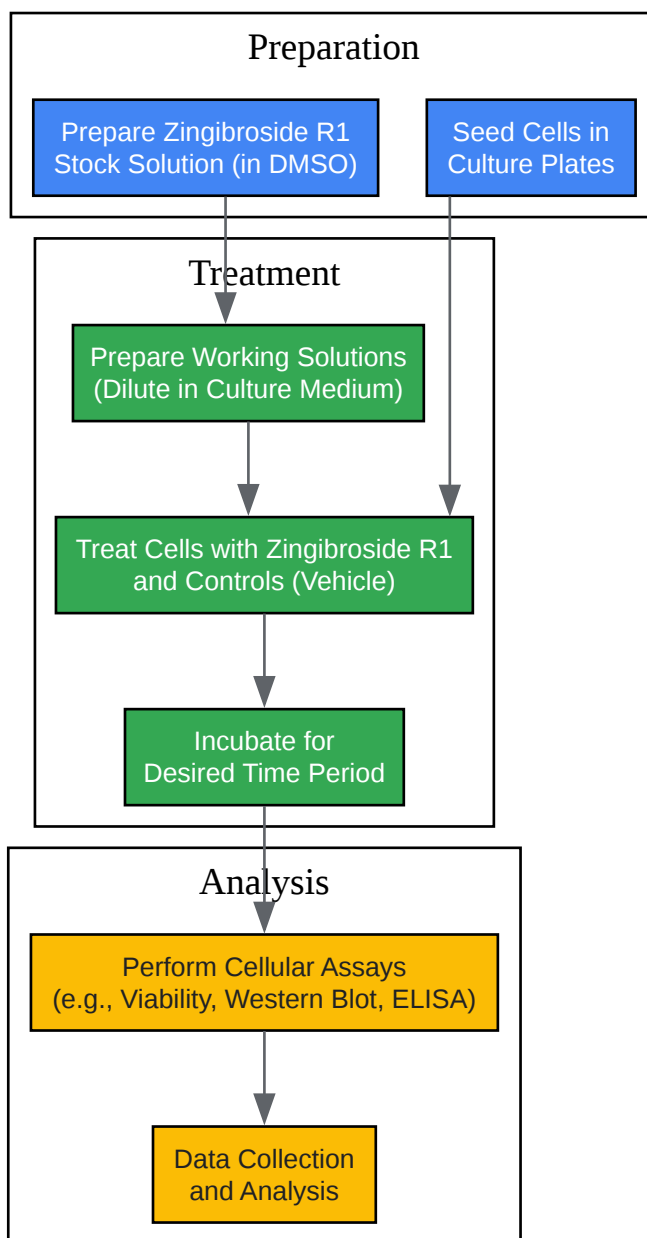 Preparation
Prepare Zingibroside R1
Stock Solution (in DMSO)
Seed Cells in
Culture Plates
Treatment
Prepare Working Solutions
(Dilute in Culture Medium)
Treat Cells with Zingibroside R1
and Controls (Vehicle)
Incubate for
Desired Time Period
Analysis
Perform Cellular Assays
(e.g., Viability, Western Blot, ELISA)
Data Collection
and Analysis